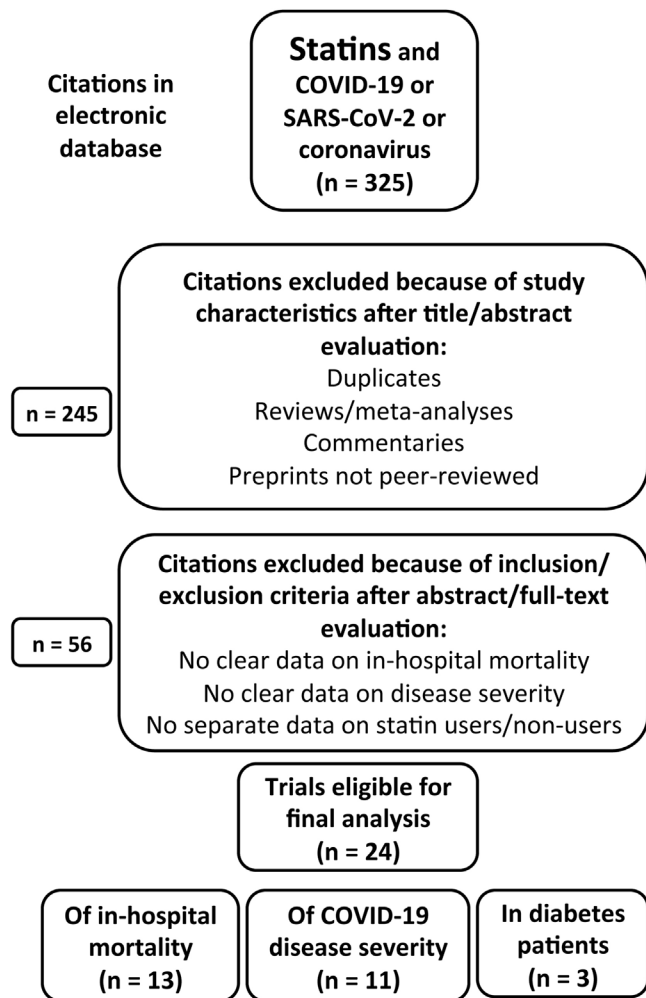 Citations in
electronic
database
Statins and
COVID-19 or
SARS-CoV-2 or
coronavirus
(n = 325)
n = 245
Citations excluded because of study
characteristics after title/abstract
evaluation:
Duplicates
Reviews/meta-analyses
Commentaries
Preprints not peer-reviewed
n = 56
Citations excluded because of inclusion/
exclusion criteria after abstract/full-text
evaluation:
No clear data on in-hospital mortality
No clear data on disease severity
No separate data on statin users/non-users
Trials eligible for
final analysis
(n = 24)
Of in-hospital
mortality
(n = 13)
Of COVID-19
disease severity
(n = 11)
In diabetes
patients
(n = 3)